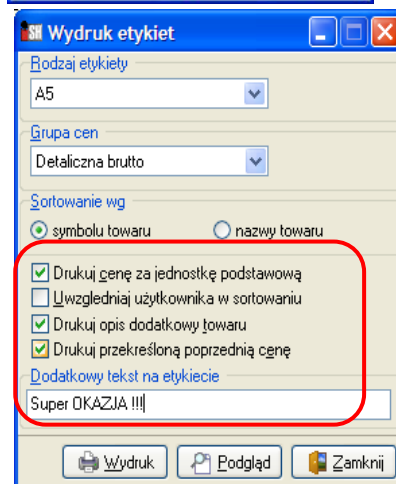 SH Wydruk etykiet
Rodzaj etykiety
A5
Grupa cen
Detaliczna brutto
Sortowanie wg
symbolu towaru nazwy towaru
Drukuj cenę za jednostkę podstawową
Uwzgledniaj użytkownika w sortowaniu
Drukuj opis dodatkowy towaru
Drukuj przekreśloną poprzednią cenę
Dodatkowy tekst na etykiecie
Super OKAZJA !!!
Wydruk Podgląd Zamknij